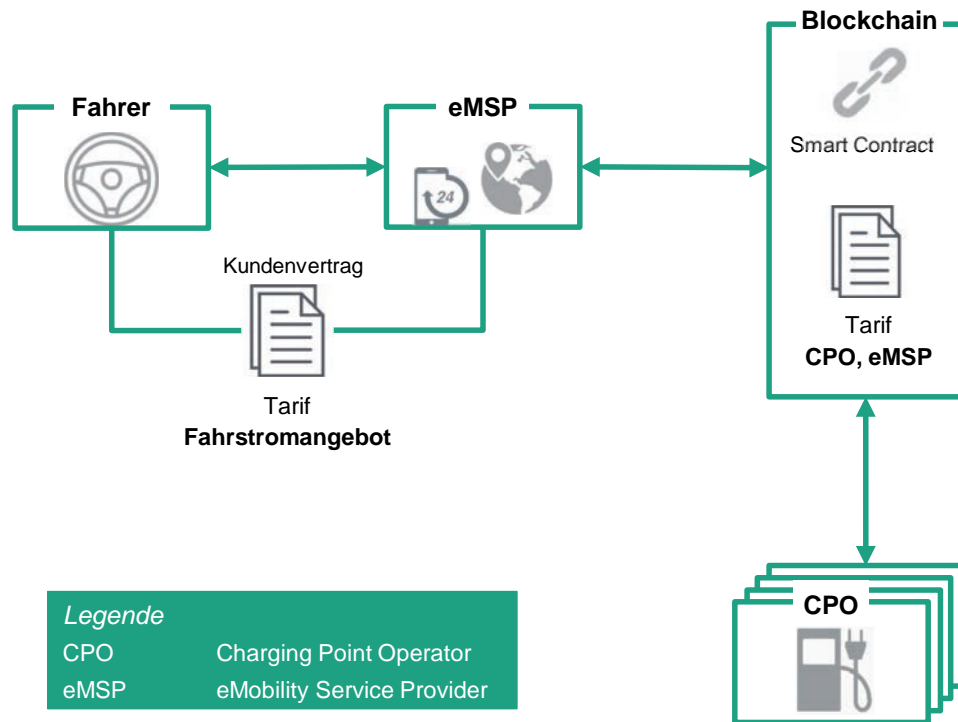 Blockchain
Smart Contract
Tarif
CPO, eMSP
Fahrer
eMSP
24
Kundenvertrag
Tarif
Fahrstromangebot
CPO
Legende
CPO Charging Point Operator
eMSP eMobility Service Provider